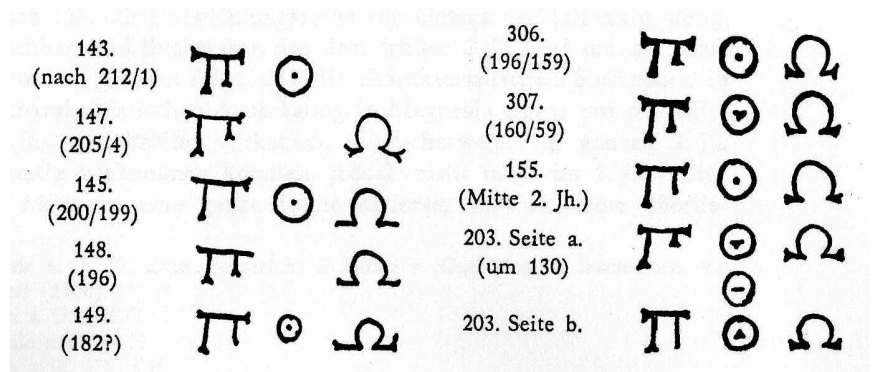 143. Π Θ
(nach 212/1)
147. Π Ω
(205/4)
145. Π Θ Ω
(200/199)
148. Π Ω
(196)
149. Π Θ Ω
(182?)
306. Π Θ Ω
(196/159)
307. Π Θ Ω
(160/59)
155. Π Θ Ω
(Mitte 2. Jh.)
203. Seite a. Π Θ Ω
(um 130) Θ
203. Seite b. Π Θ Ω